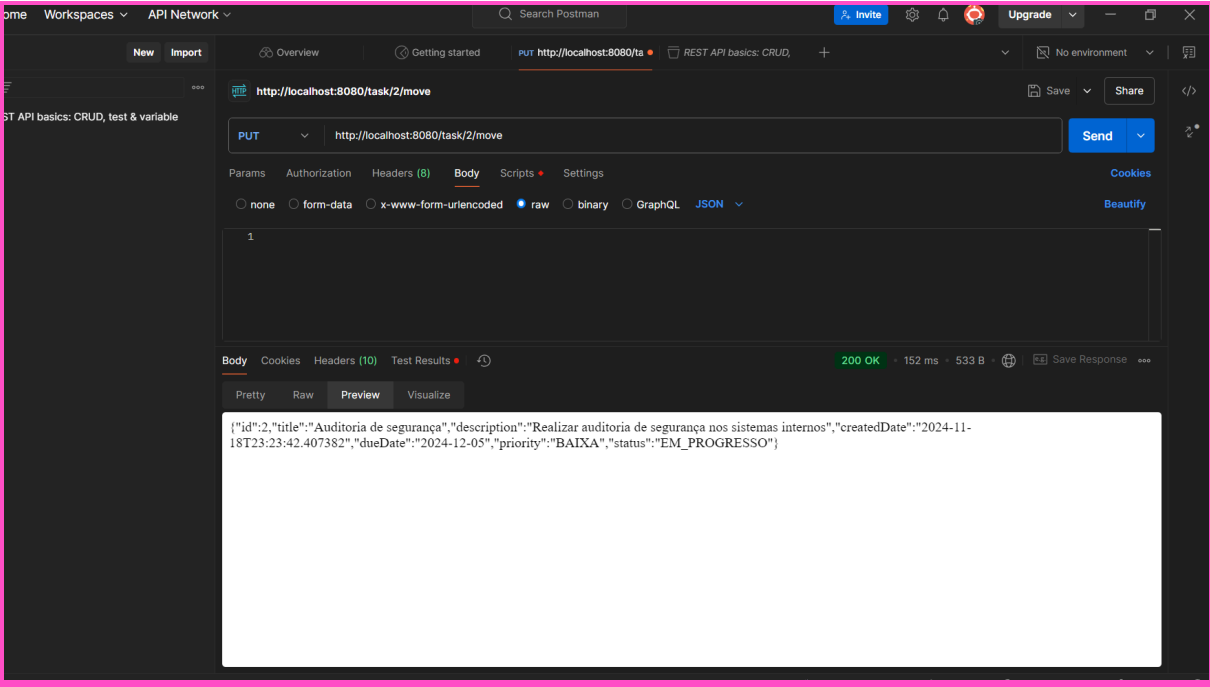 ome Workspaces API Network Search Postman Invite Upgrade
New Import Overview Getting started PUT http://localhost:8080/ta REST API basics: CRUD, No environment
HTTP http://localhost:8080/task/2/move Save Share
ST API basics: CRUD, test & variable
PUT http://localhost:8080/task/2/move Send
Params Authorization Headers (8) Body Scripts Settings Cookies
none form-data x-www-form-urlencoded raw binary GraphQL JSON Beautify
1
Body Cookies Headers (10) Test Results 200 OK 152 ms 533 B Save Response
Pretty Raw Preview Visualize
{"id":2,"title":"Auditoria de segurança","description":"Realizar auditoria de segurança nos sistemas internos","createdDate":"2024-11-
18T23:23:42.407382","dueDate":"2024-12-05","priority":"BAIXA","status":"EM_PROGRESSO"}